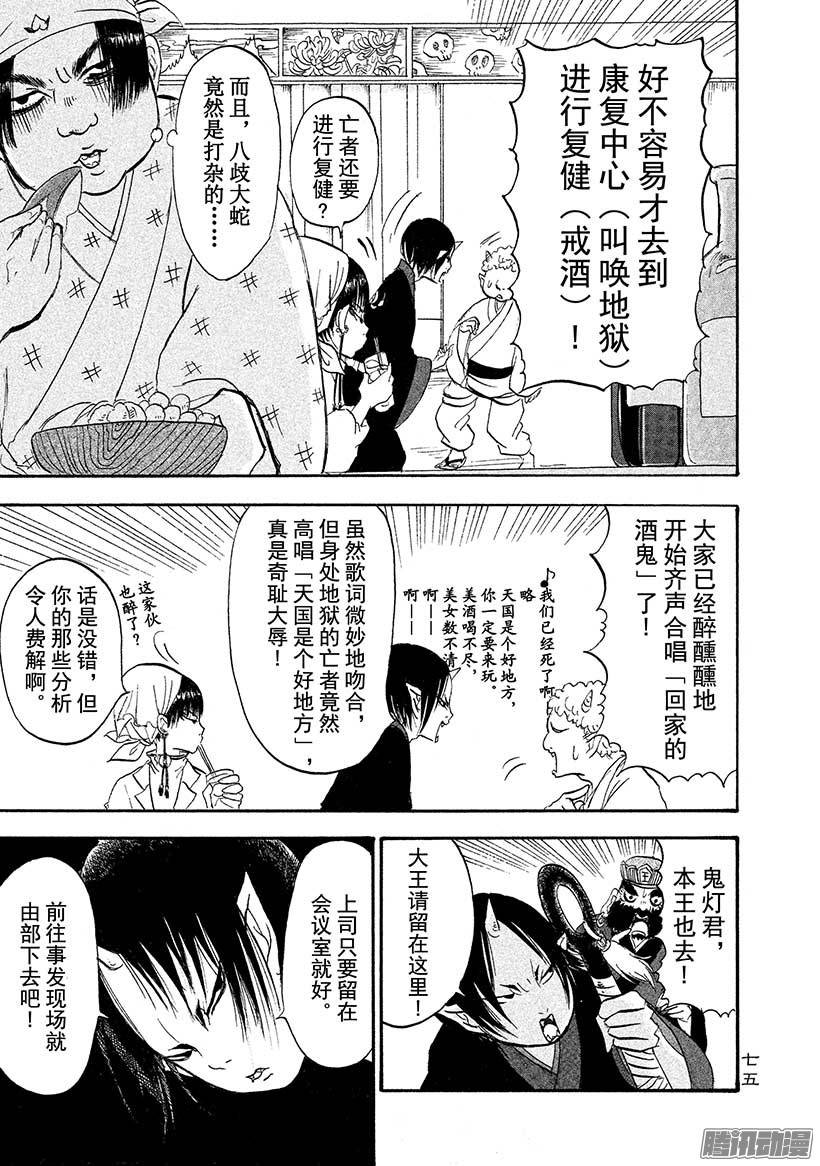 好不容易才去到
康复中心（叫唤地狱）
进行复健（戒酒）！
亡者还要
进行复健？
而且，八歧大蛇
竟然是打杂的……
大家已经醉醺醺地
开始齐声合唱「回家的
酒鬼」了！
♪我们已经死了啊——
略
天国是个好地方，
你一定要来玩。
美酒喝不尽，
美女数不清
啊——
啊——
虽然歌词微妙地吻合，
但身处地狱的亡者竟然
高唱「天国是个好地方」，
真是奇耻大辱！
这家伙
也醉了？
话是没错，但
你的那些分析
令人费解啊。
鬼灯君，
本王也去！
大王请留在这里！
上司只要留在
会议室就好。
前往事发现场就
由部下去吧！
七五
腾讯动漫